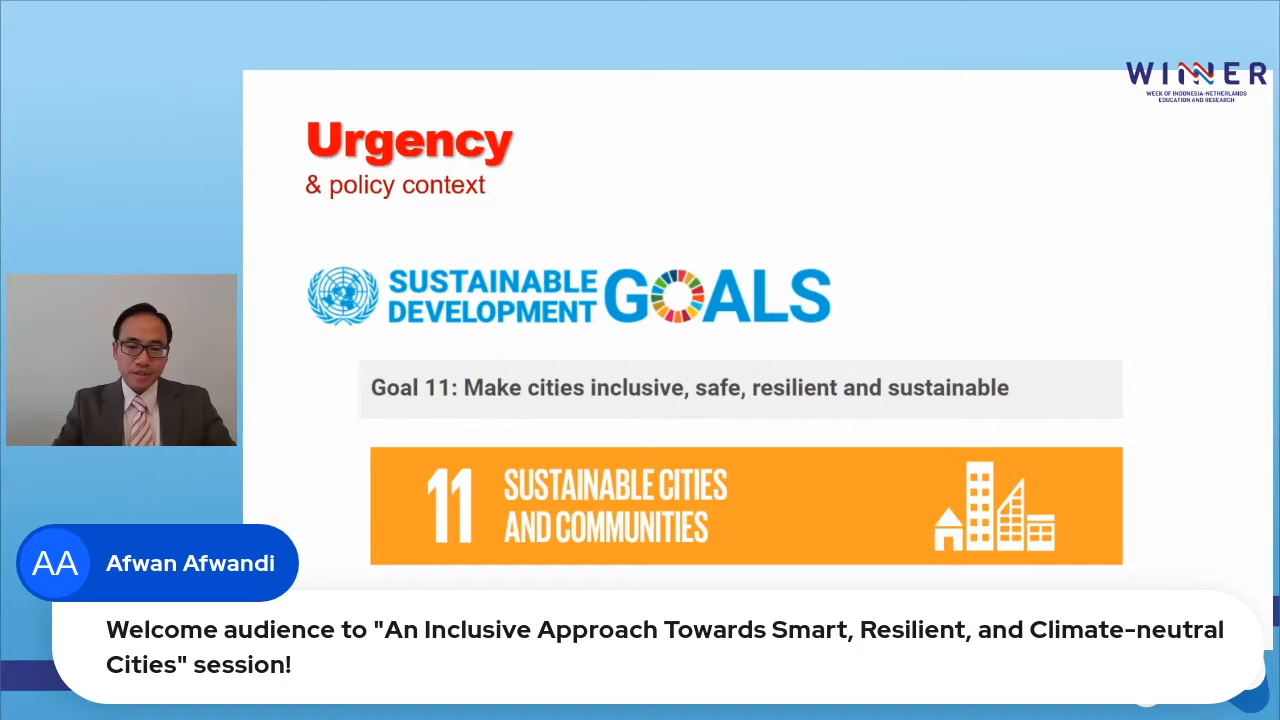 WINNER
WEEK OF INDONESIA-NETHERLANDS
EDUCATION AND RESEARCH
Urgency
& policy context
SUSTAINABLE
DEVELOPMENT
GOALS
Goal 11: Make cities inclusive, safe, resilient and sustainable
11
SUSTAINABLE CITIES
AND COMMUNITIES
AA
Afwan Afwandi
Welcome audience to "An Inclusive Approach Towards Smart, Resilient, and Climate-neutral
Cities" session!